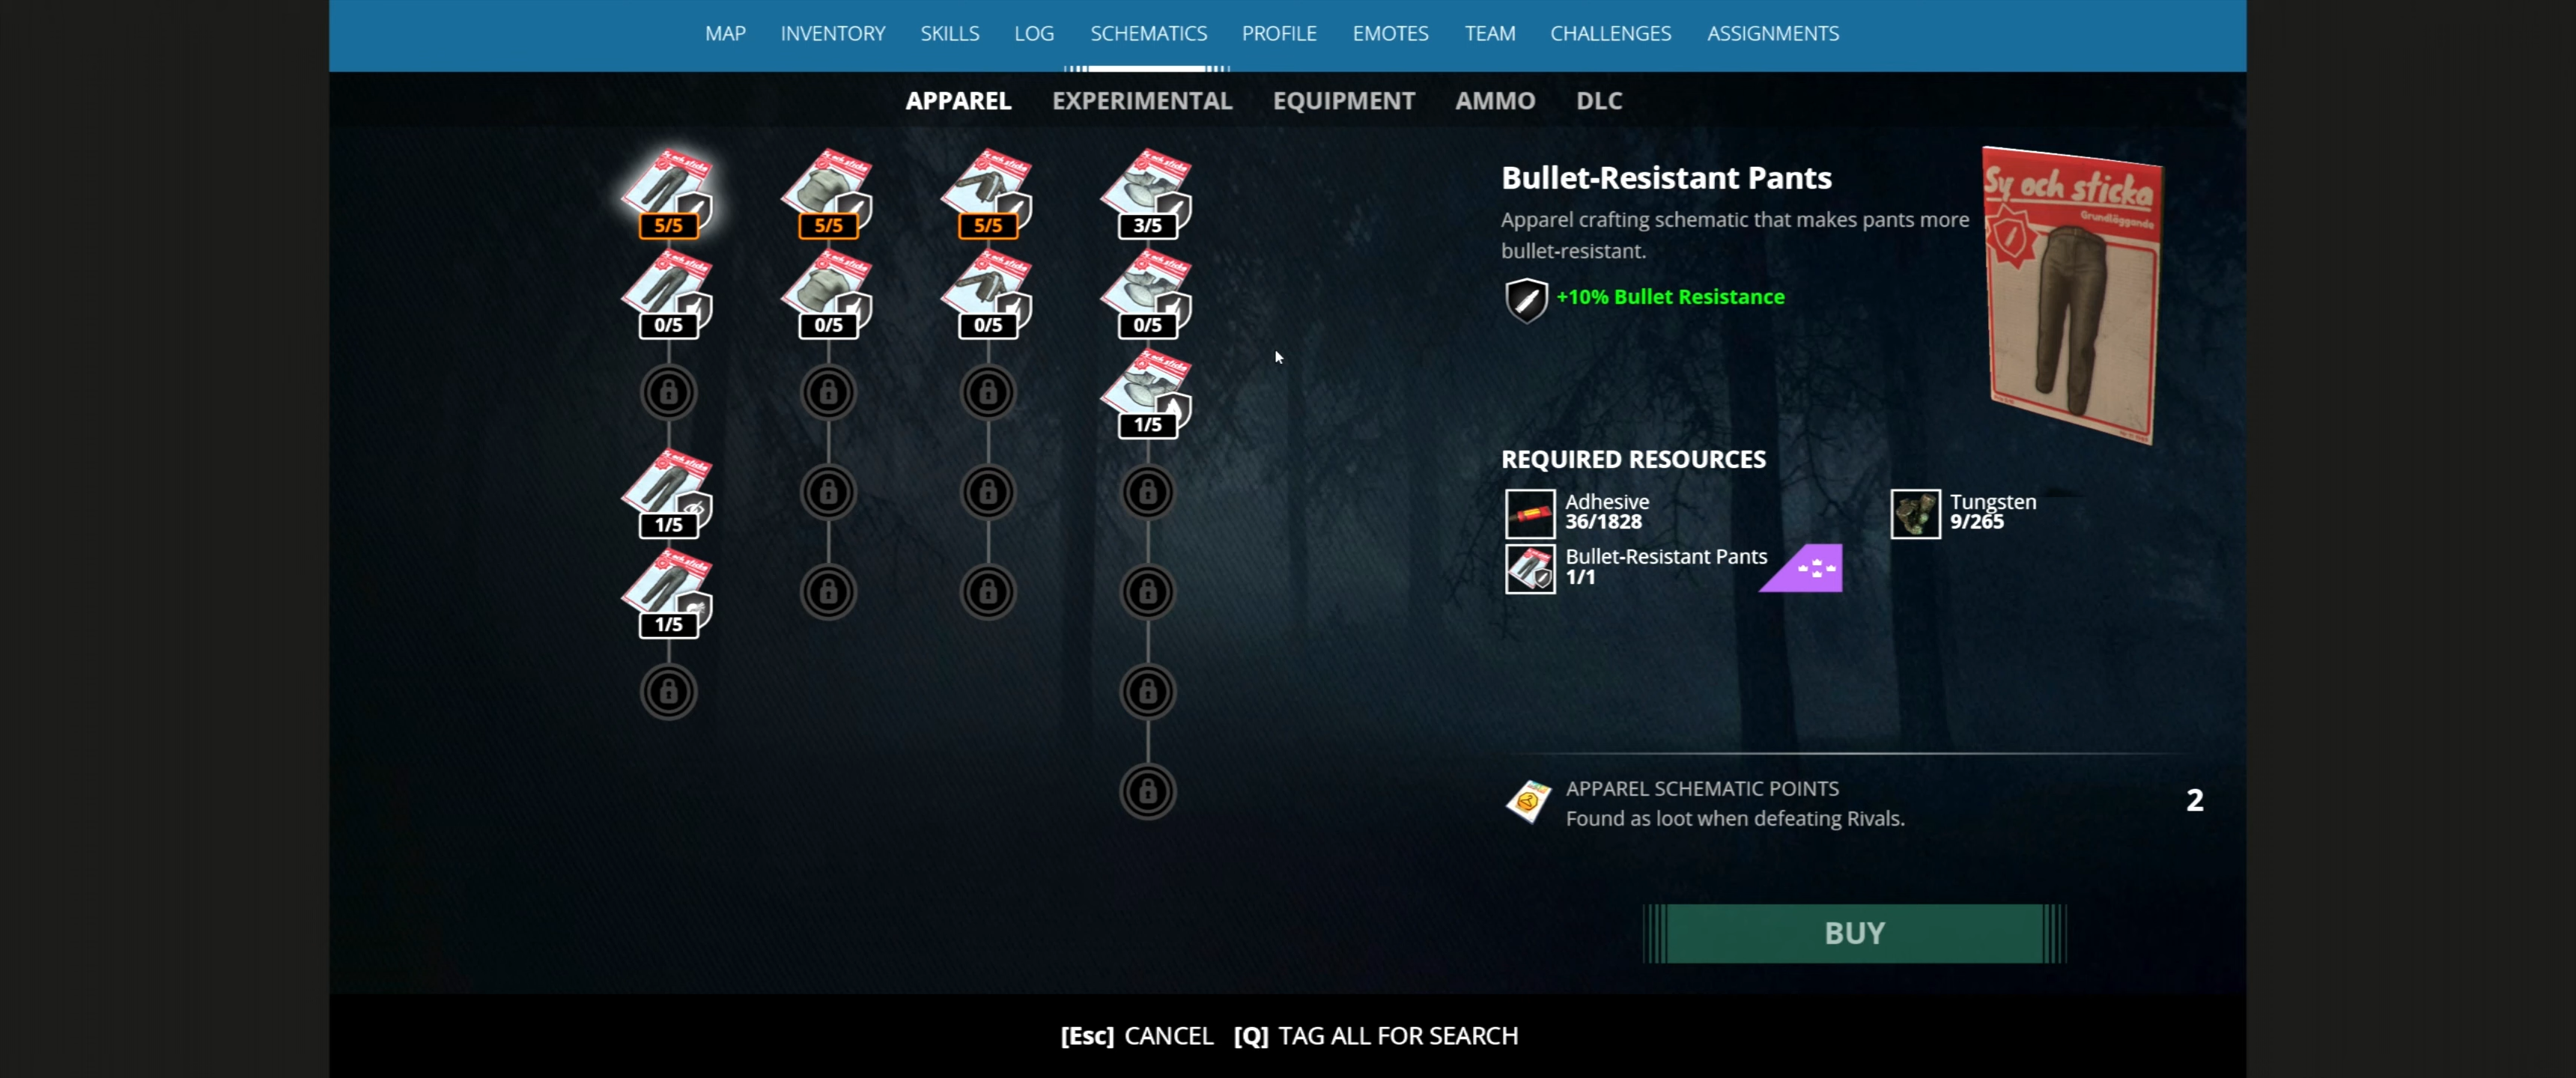 MAP INVENTORY SKILLS LOG SCHEMATICS PROFILE EMOTES TEAM CHALLENGES ASSIGNMENTS
APPAREL EXPERIMENTAL EQUIPMENT AMMO DLC
5/5 5/5 5/5 3/5
0/5 0/5 0/5 0/5
1/5
1/5
1/5
Bullet-Resistant Pants
Apparel crafting schematic that makes pants more
bullet-resistant.
+10% Bullet Resistance
Sy och sticka
Grundläggande
REQUIRED RESOURCES
Adhesive
36/1828
Tungsten
9/265
Bullet-Resistant Pants
1/1
APPAREL SCHEMATIC POINTS
Found as loot when defeating Rivals.
2
BUY
[Esc] CANCEL [Q] TAG ALL FOR SEARCH